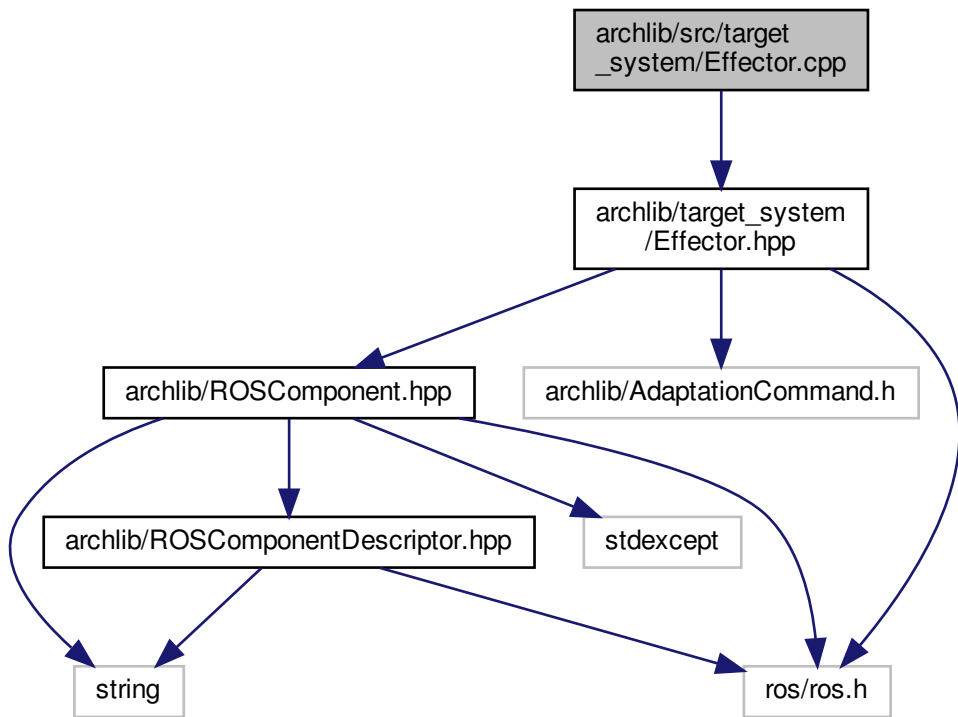 archlib/src/target
_system/Effector.cpp
archlib/target_system
/Effector.hpp
archlib/ROSComponent.hpp
archlib/AdaptationCommand.h
archlib/ROSComponentDescriptor.hpp
stdexcept
string
ros/ros.h